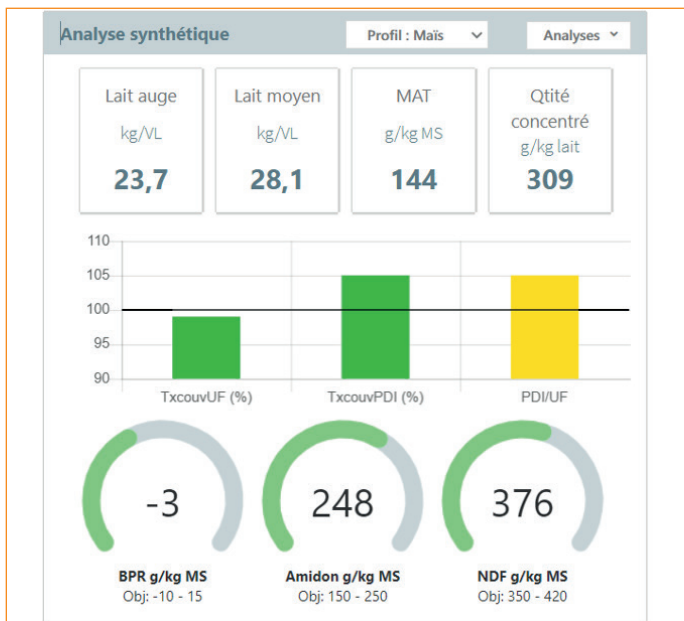 Analyse synthétique
Profil : Maïs
Analyses
Lait auge
kg/VL
23,7
Lait moyen
kg/VL
28,1
MAT
g/kg MS
144
Qtité
concentré
g/kg lait
309
110
105
100
95
90
TxcouvUF (%)
TxcouvPDI (%)
PDI/UF
-3
BPR g/kg MS
Obj: -10 - 15
248
Amidon g/kg MS
Obj: 150 - 250
376
NDF g/kg MS
Obj: 350 - 420